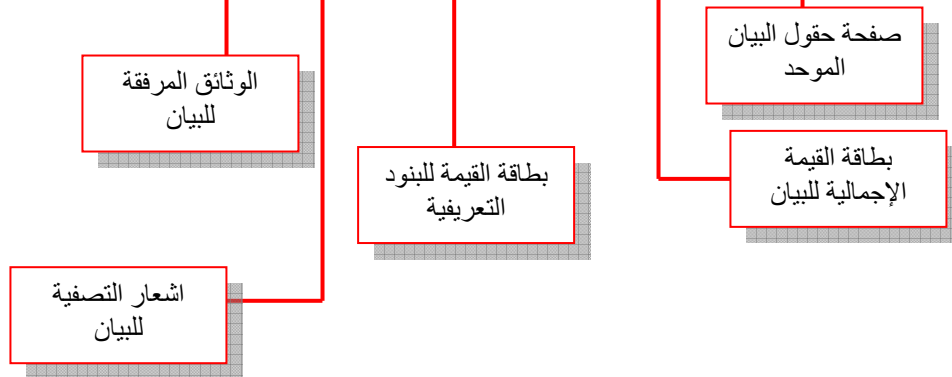 صفحة حقول البيان
الموحد
الوثائق المرفقة
للبيان
بطاقة القيمة
الإجمالية للبيان
بطاقة القيمة للبنود
التعريفية
اشعار التصفية
للبيان